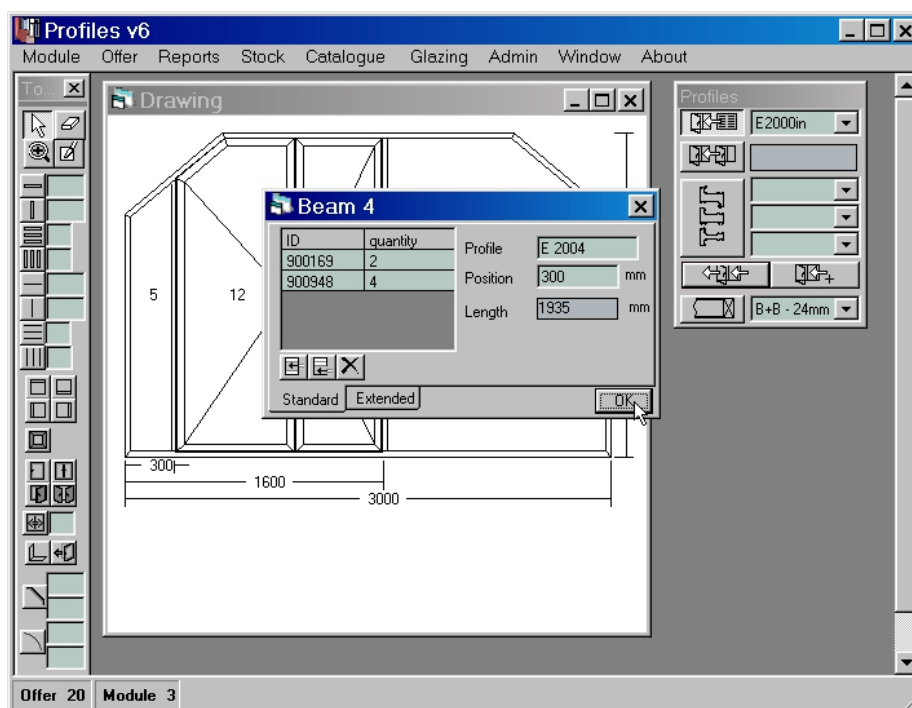 Profiles v6
Module Offer Reports Stock Catalogue Glazing Admin Window About
To...
Drawing
Profiles
E2000in
B+B - 24mm
Beam 4
ID quantity
900169 2
900948 4
Profile E 2004
Position 300 mm
Length 1935 mm
Standard Extended
OK
5
12
300
1600
3000
Offer 20 Module 3